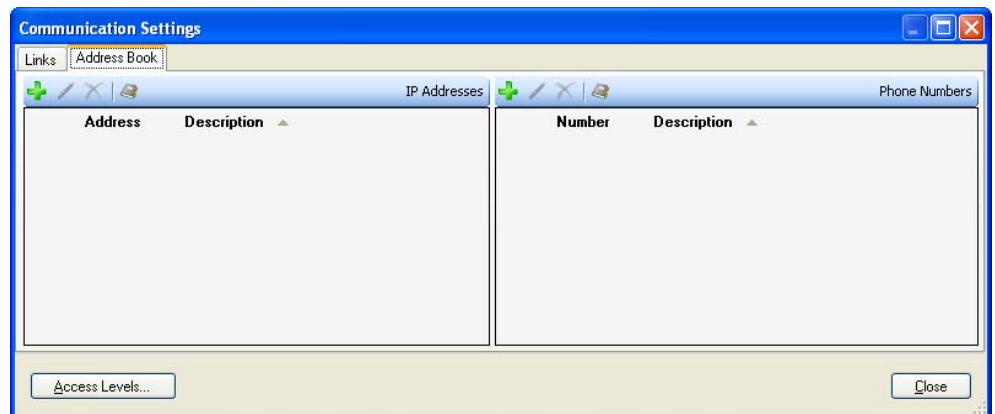 Communication Settings
Links Address Book
IP Addresses Phone Numbers
Address Description Number Description
Access Levels... Close